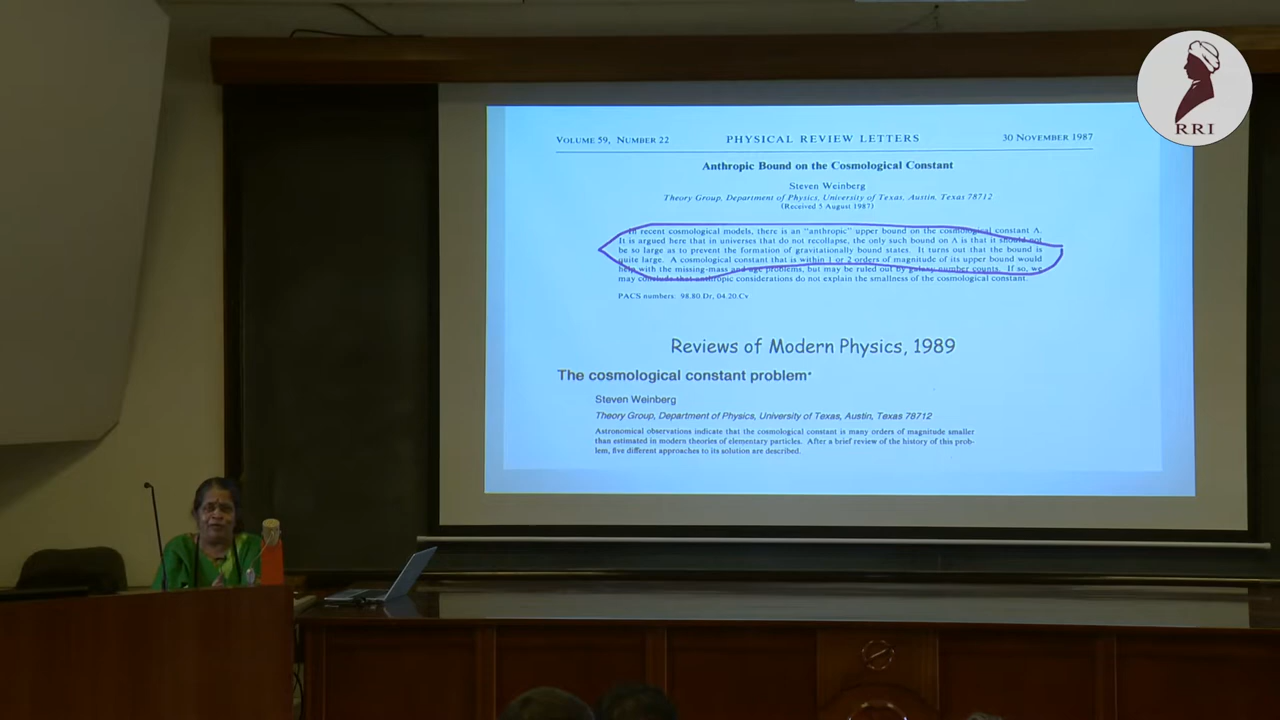 RRI
VOLUME 59, NUMBER 22 PHYSICAL REVIEW LETTERS 30 NOVEMBER 1987
Anthropic Bound on the Cosmological Constant
Steven Weinberg
Theory Group, Department of Physics, University of Texas, Austin, Texas 78712
(Received 5 August 1987)
In recent cosmological models, there is an "anthropic" upper bound on the cosmological constant Λ.
It is argued here that in universes that do not recollapse, the only such bound on Λ is that it should not
be so large as to prevent the formation of gravitationally bound states. It turns out that the bound is
quite large. A cosmological constant that is within 1 or 2 orders of magnitude of its upper bound would
help with the missing-mass and age problems, but may be ruled out by galaxy number counts. If so, we
may conclude that anthropic considerations do not explain the smallness of the cosmological constant.
PACS numbers. 98.80 Dr, 04.20.Cv
Reviews of Modern Physics, 1989
The cosmological constant problem*
Steven Weinberg
Theory Group, Department of Physics, University of Texas, Austin, Texas 78712
Astronomical observations indicate that the cosmological constant is many orders of magnitude smaller
than estimated in modern theories of elementary particles. After a brief review of the history of this prob-
lem, five different approaches to its solution are described.